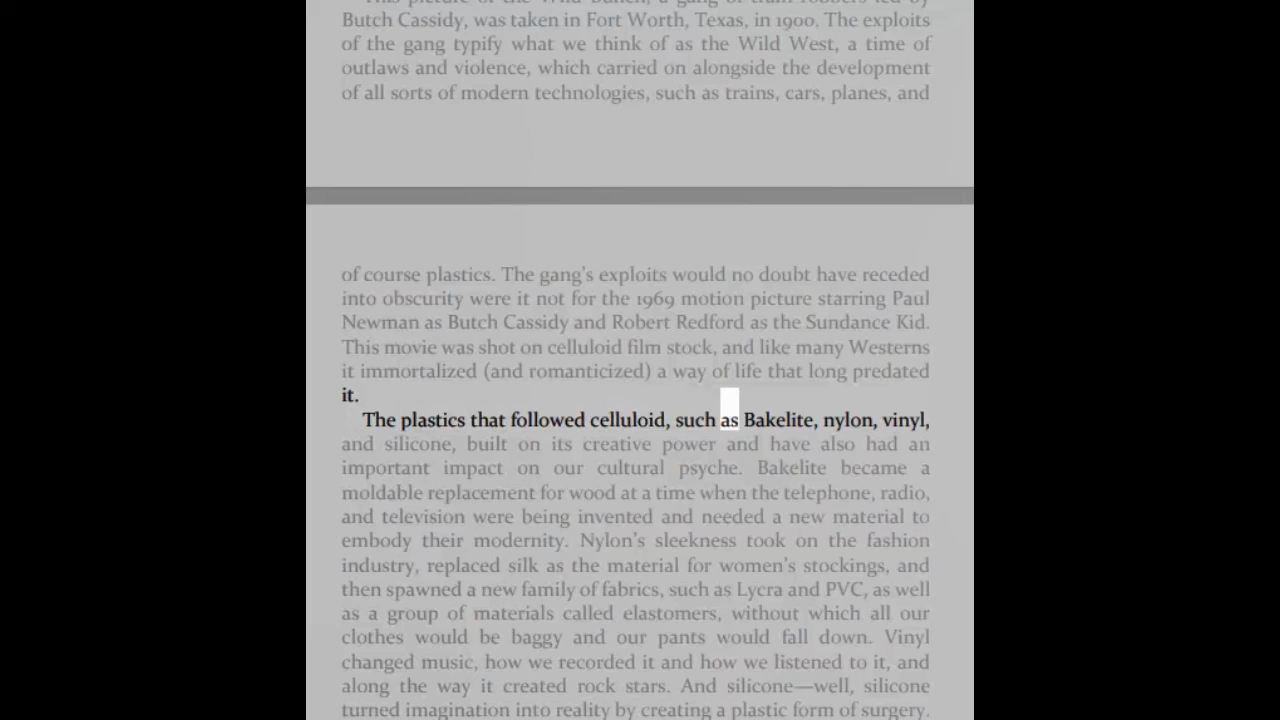 This picture of the Wild Bunch, a gang of train robbers led by
Butch Cassidy, was taken in Fort Worth, Texas, in 1900. The exploits
of the gang typify what we think of as the Wild West, a time of
outlaws and violence, which carried on alongside the development
of all sorts of modern technologies, such as trains, cars, planes, and
of course plastics. The gang’s exploits would no doubt have receded
into obscurity were it not for the 1969 motion picture starring Paul
Newman as Butch Cassidy and Robert Redford as the Sundance Kid.
This movie was shot on celluloid film stock, and like many Westerns
it immortalized (and romanticized) a way of life that long predated
it.
The plastics that followed celluloid, such as Bakelite, nylon, vinyl,
and silicone, built on its creative power and have also had an
important impact on our cultural psyche. Bakelite became a
moldable replacement for wood at a time when the telephone, radio,
and television were being invented and needed a new material to
embody their modernity. Nylon’s sleekness took on the fashion
industry, replaced silk as the material for women’s stockings, and
then spawned a new family of fabrics, such as Lycra and PVC, as well
as a group of materials called elastomers, without which all our
clothes would be baggy and our pants would fall down. Vinyl
changed music, how we recorded it and how we listened to it, and
along the way it created rock stars. And silicone—well, silicone
turned imagination into reality by creating a plastic form of surgery.